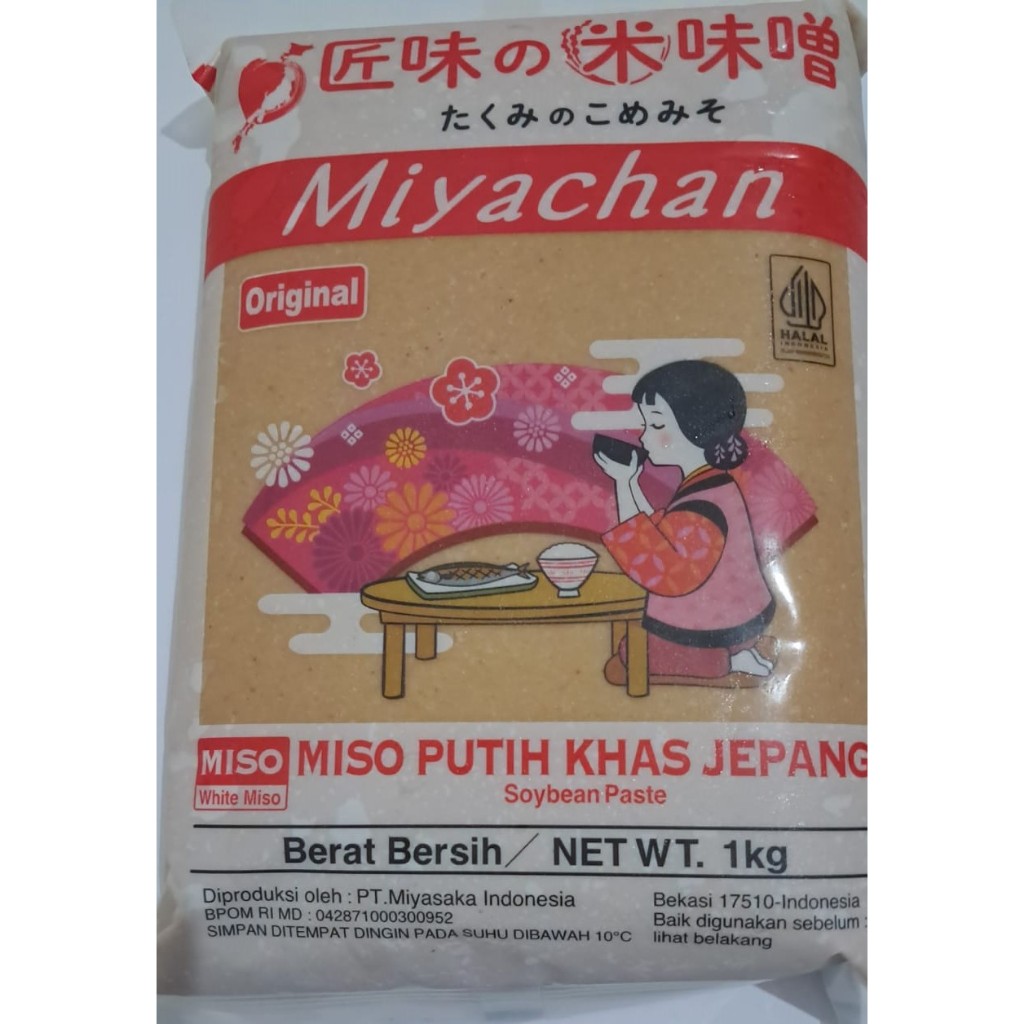 匠味の米味噌
たくみのこめみそ
Miyachan
Original
HALAL
INDONESIA
MISO
White Miso
MISO PUTIH KHAS JEPANG
Soybean Paste
Berat Bersih／ NET WT. 1kg
Diproduksi oleh : PT.Miyasaka Indonesia
BPOM RI MD : 042871000300952
SIMPAN DITEMPAT DINGIN PADA SUHU DIBAWAH 10°C
Bekasi 17510-Indonesia
Baik digunakan sebelum :
lihat belakang